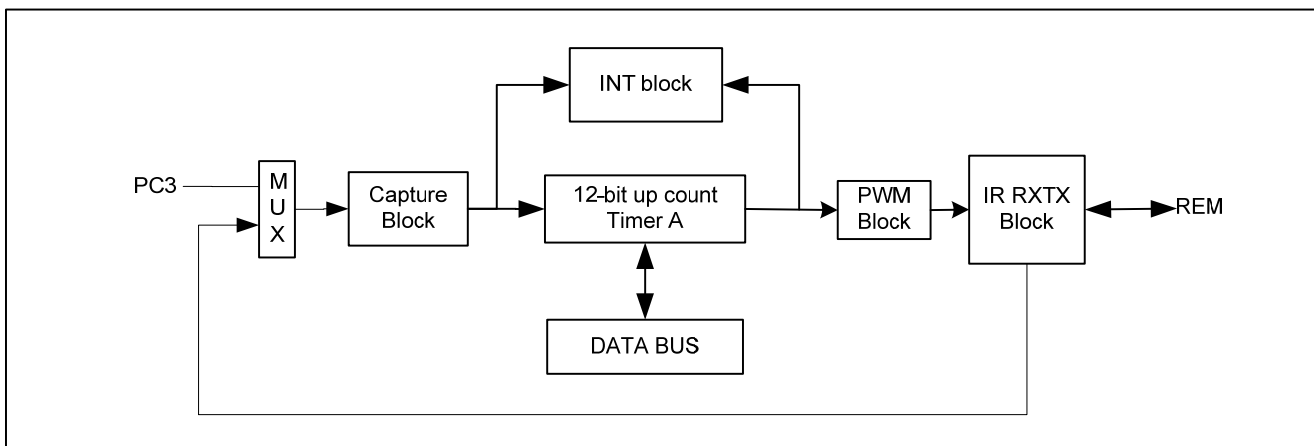 INT block
PC3
M
U
X
Capture
Block
12-bit up count
Timer A
PWM
Block
IR RXTX
Block
REM
DATA BUS